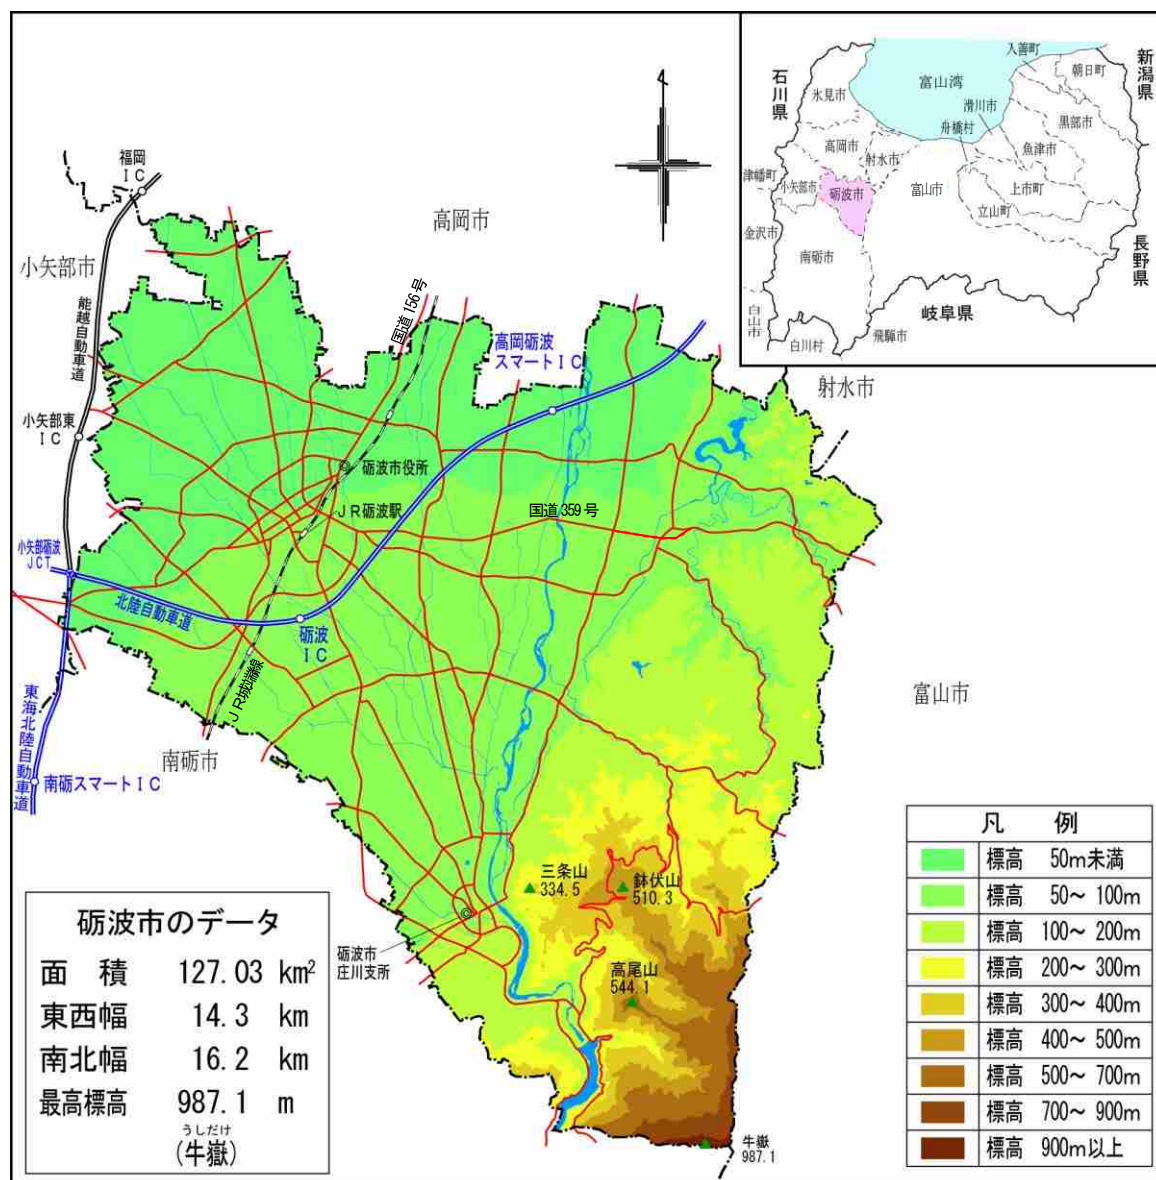 石川県
新潟県
長野県
岐阜県
富山湾
入善町
朝日町
氷見市
滑川市
黒部市
舟橋村
魚津市
高岡市
射水市
津幡町
小矢部市
砺波市
富山市
上市町
立山町
金沢市
南砺市
白山市
白川村
飛騨市
福岡
ＩＣ
高岡市
小矢部市
能越自動車道
国道156号
高岡砺波
スマートＩＣ
射水市
小矢部東
ＩＣ
砺波市役所
ＪＲ砺波駅
国道359号
小矢部砺波
ＪＣＴ
北陸自動車道
砺波
ＩＣ
ＪＲ城端線
東海北陸自動車道
南砺市
南砺スマートＩＣ
富山市
三条山
334.5
鉢伏山
510.3
砺波市
庄川支所
高尾山
544.1
牛嶽
987.1
砺波市のデータ
面　積　127.03 km²
東西幅　14.3 km
南北幅　16.2 km
最高標高　987.1 m
うしだけ
(牛嶽)
凡　例
標高　50m未満
標高　50～ 100m
標高　100～ 200m
標高　200～ 300m
標高　300～ 400m
標高　400～ 500m
標高　500～ 700m
標高　700～ 900m
標高　900m以上